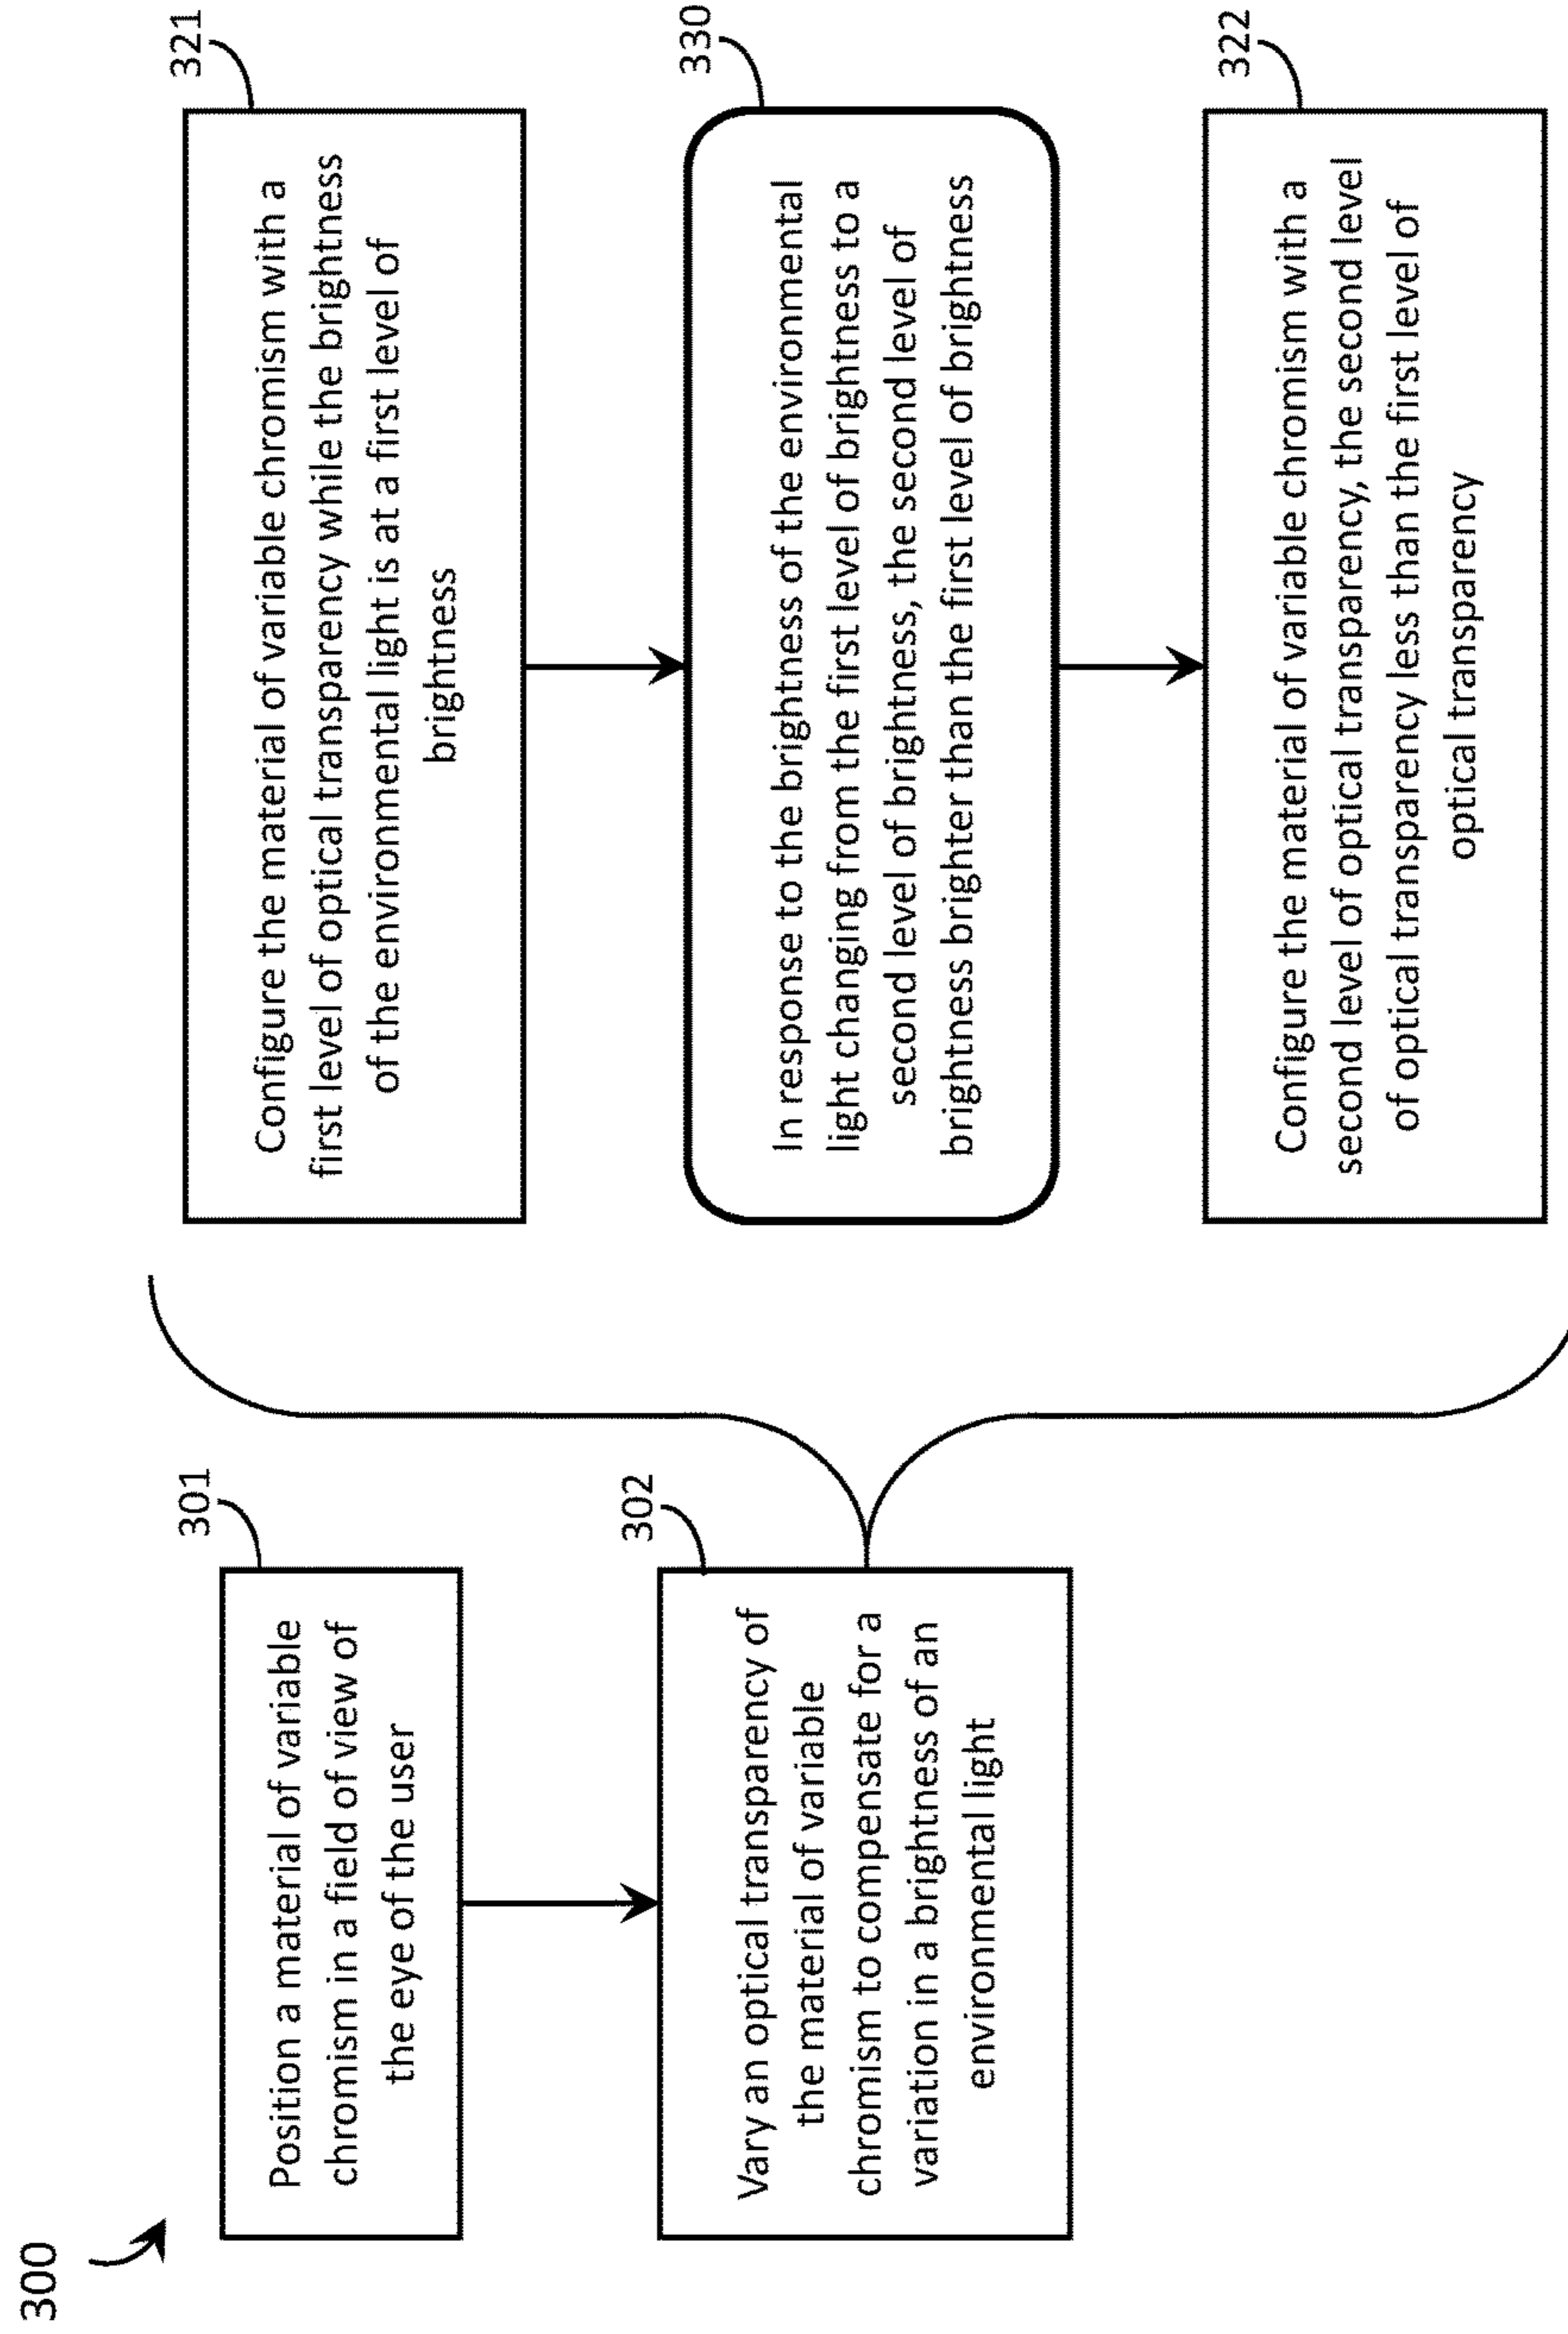 300
301
Position a material of variable
chromism in a field of view of
the eye of the user
302
Vary an optical transparency of
the material of variable
chromism to compensate for a
variation in a brightness of an
environmental light
321
Configure the material of variable chromism with a
first level of optical transparency while the brightness
of the environmental light is at a first level of
brightness
330
In response to the brightness of the environmental
light changing from the first level of brightness to a
second level of brightness, the second level of
brightness brighter than the first level of brightness
322
Configure the material of variable chromism with a
second level of optical transparency, the second level
of optical transparency less than the first level of
optical transparency